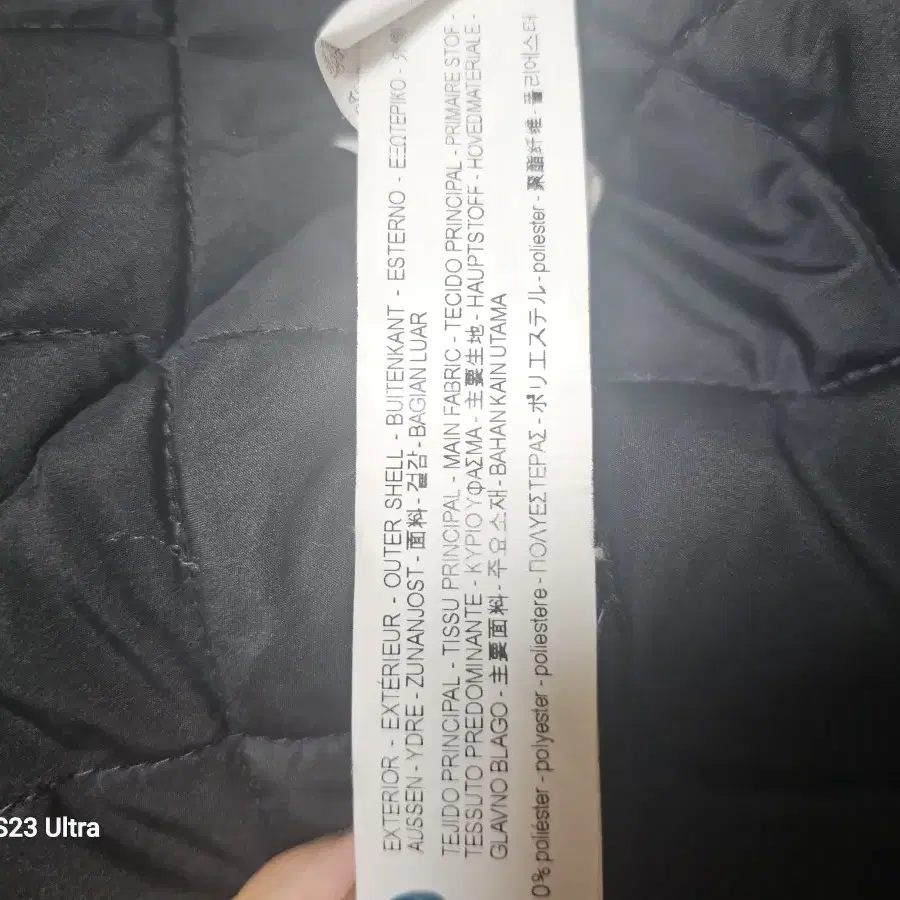 EXTERIOR - EXTÉRIEUR - OUTER SHELL - BUITENKANT - ESTERNO - ΕΞΩΤΕΡΙΚΟ -
AUSSEN - YDRE - ZUNANJOST - 面料 - 겉감 - BAGIAN LUAR
TEJIDO PRINCIPAL - TISSU PRINCIPAL - MAIN FABRIC - TECIDO PRINCIPAL - PRIMAIRE STOF -
TESSUTO PREDOMINANTE - ΚΥΡΙΟ ΥΦΑΣΜΑ - 主要生地 - HAUPTSTOFF - HOVEDMATERIALE -
GLAVNO BLAGO - 主要面料 - 주요소재 - BAHAN KAIN UTAMA
0% poliéster - polyester - poliestere - ΠΟΛΥΕΣΤΕΡΑΣ - ポリエステル - poliester - 聚酯纤维 - 폴리에스터
S23 Ultra